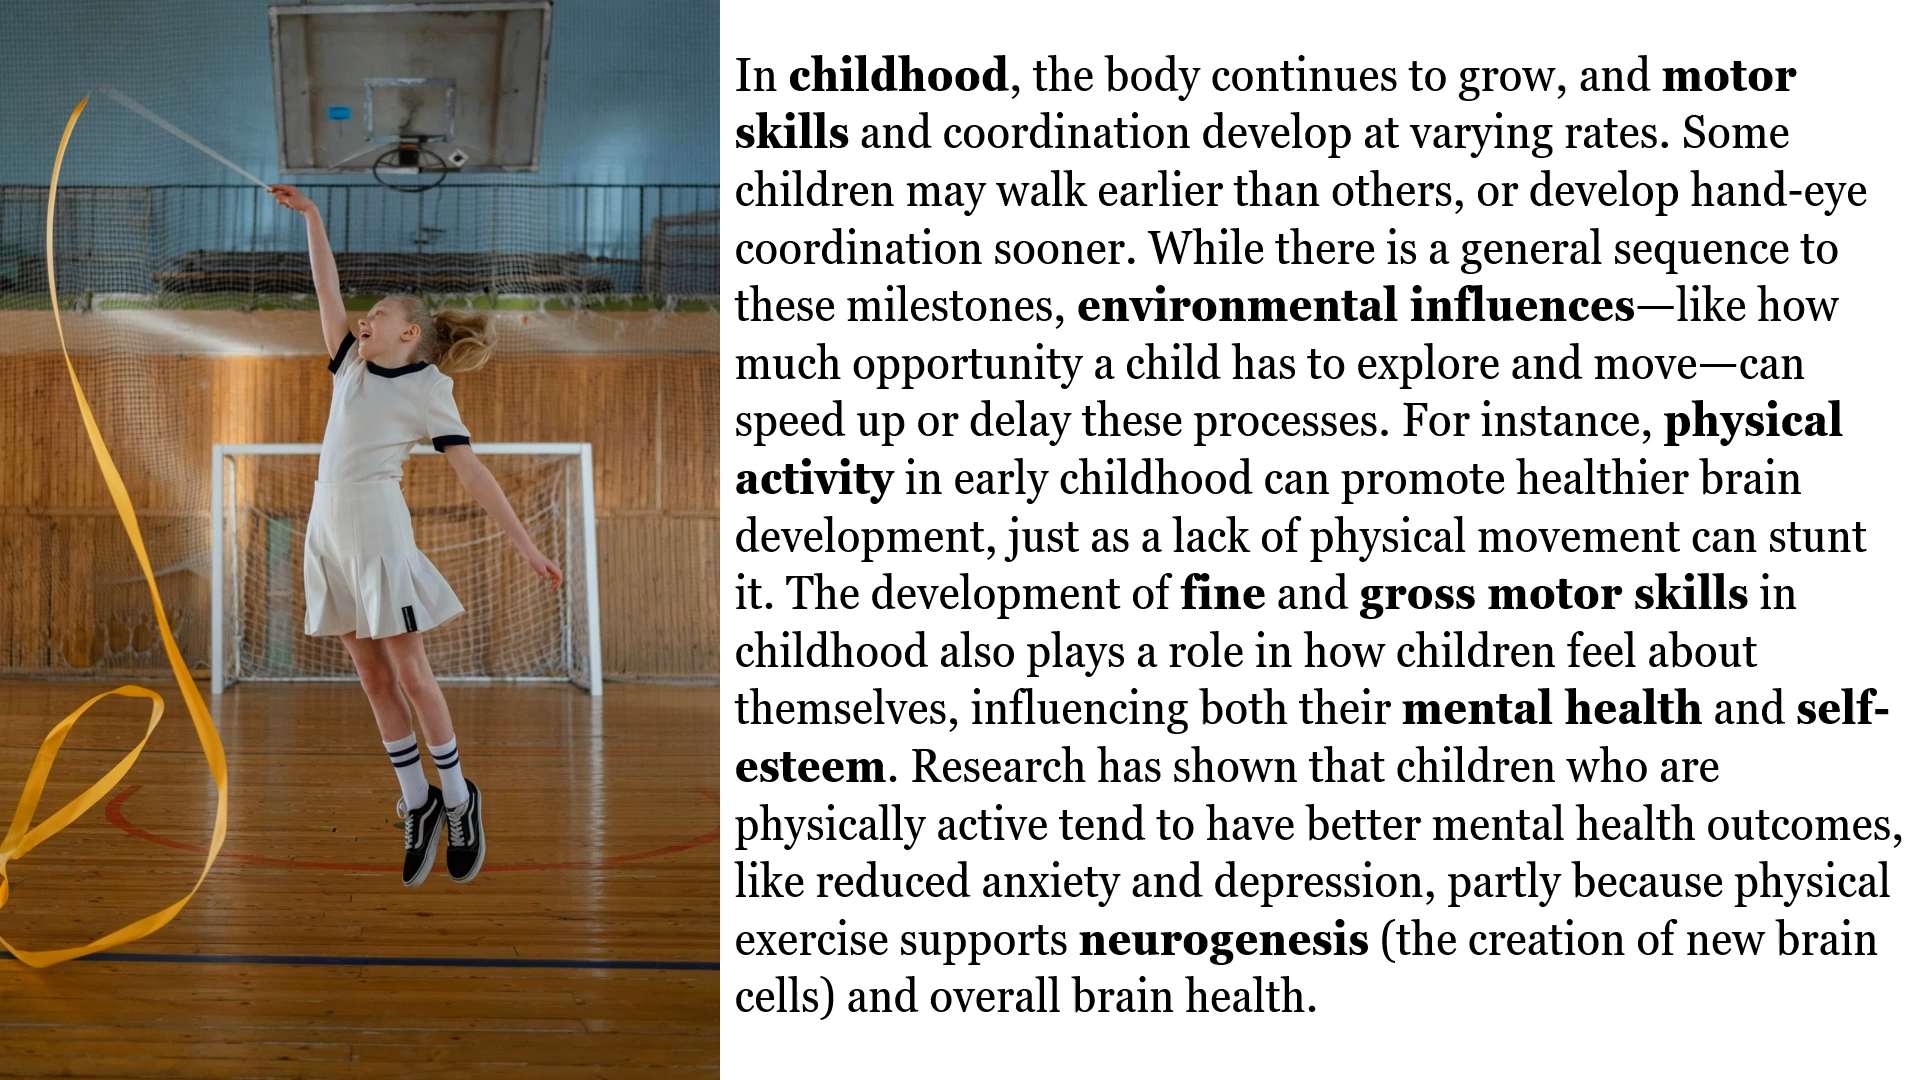 In childhood, the body continues to grow, and motor
skills and coordination develop at varying rates. Some
children may walk earlier than others, or develop hand-eye
coordination sooner. While there is a general sequence to
these milestones, environmental influences—like how
much opportunity a child has to explore and move—can
speed up or delay these processes. For instance, physical
activity in early childhood can promote healthier brain
development, just as a lack of physical movement can stunt
it. The development of fine and gross motor skills in
childhood also plays a role in how children feel about
themselves, influencing both their mental health and self-
esteem. Research has shown that children who are
physically active tend to have better mental health outcomes,
like reduced anxiety and depression, partly because physical
exercise supports neurogenesis (the creation of new brain
cells) and overall brain health.